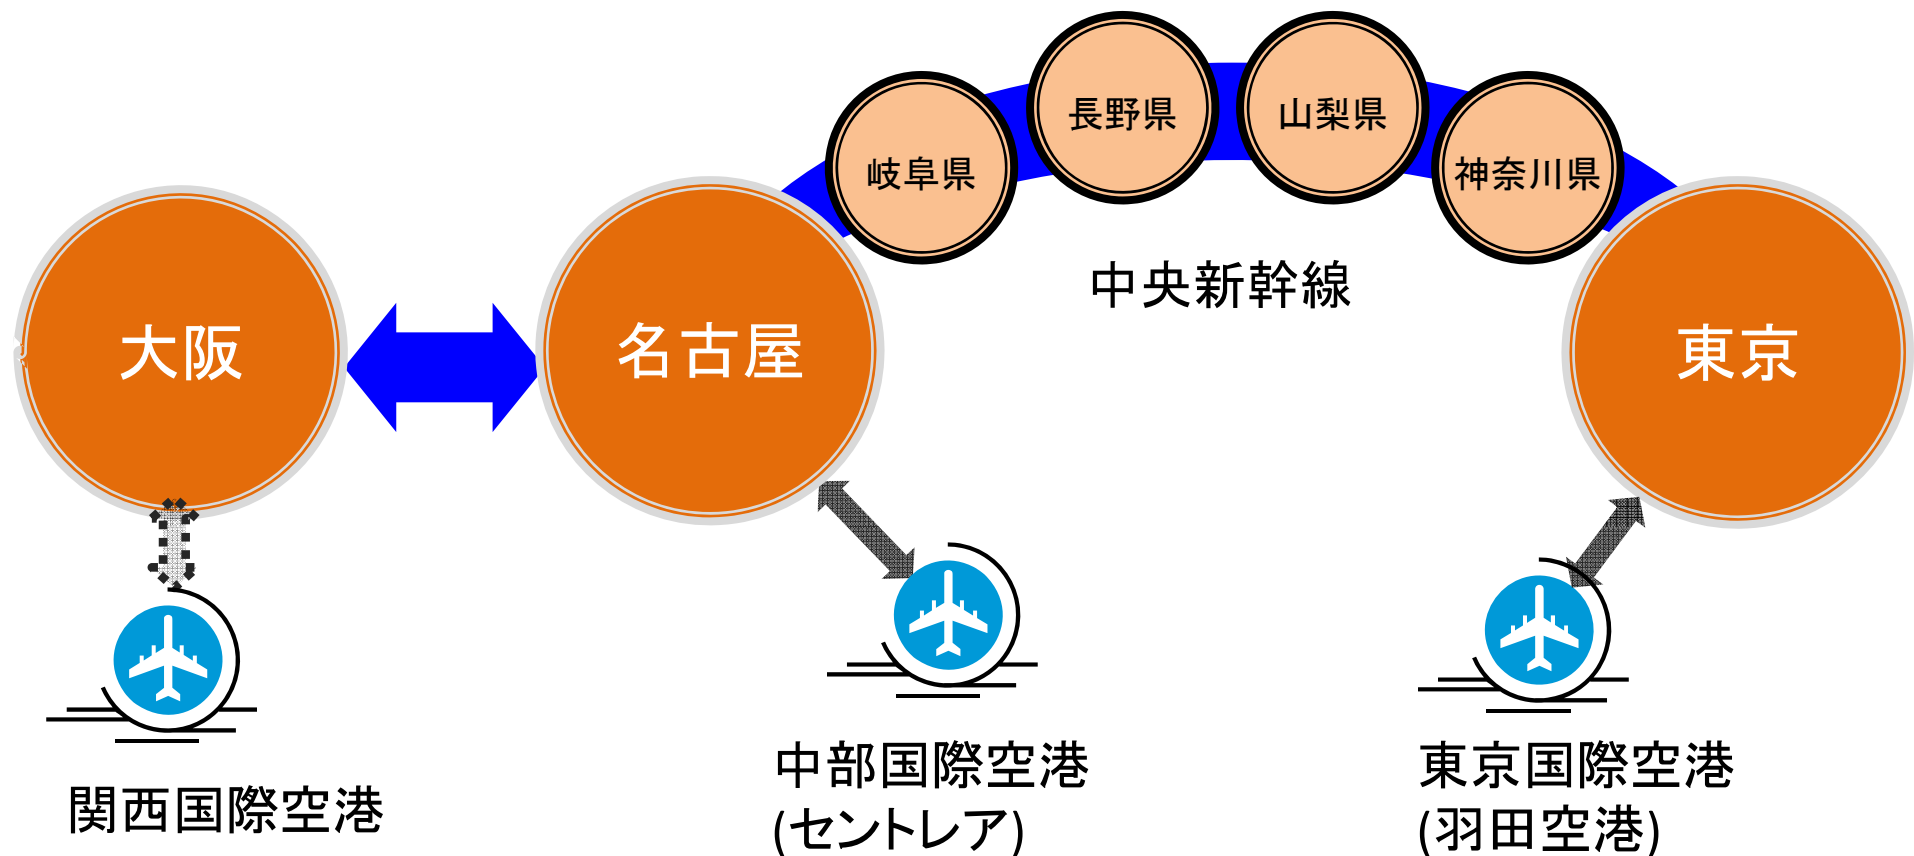 岐阜県
長野県
山梨県
神奈川県
中央新幹線
大阪
名古屋
東京
関西国際空港
中部国際空港
(セントレア)
東京国際空港
(羽田空港)